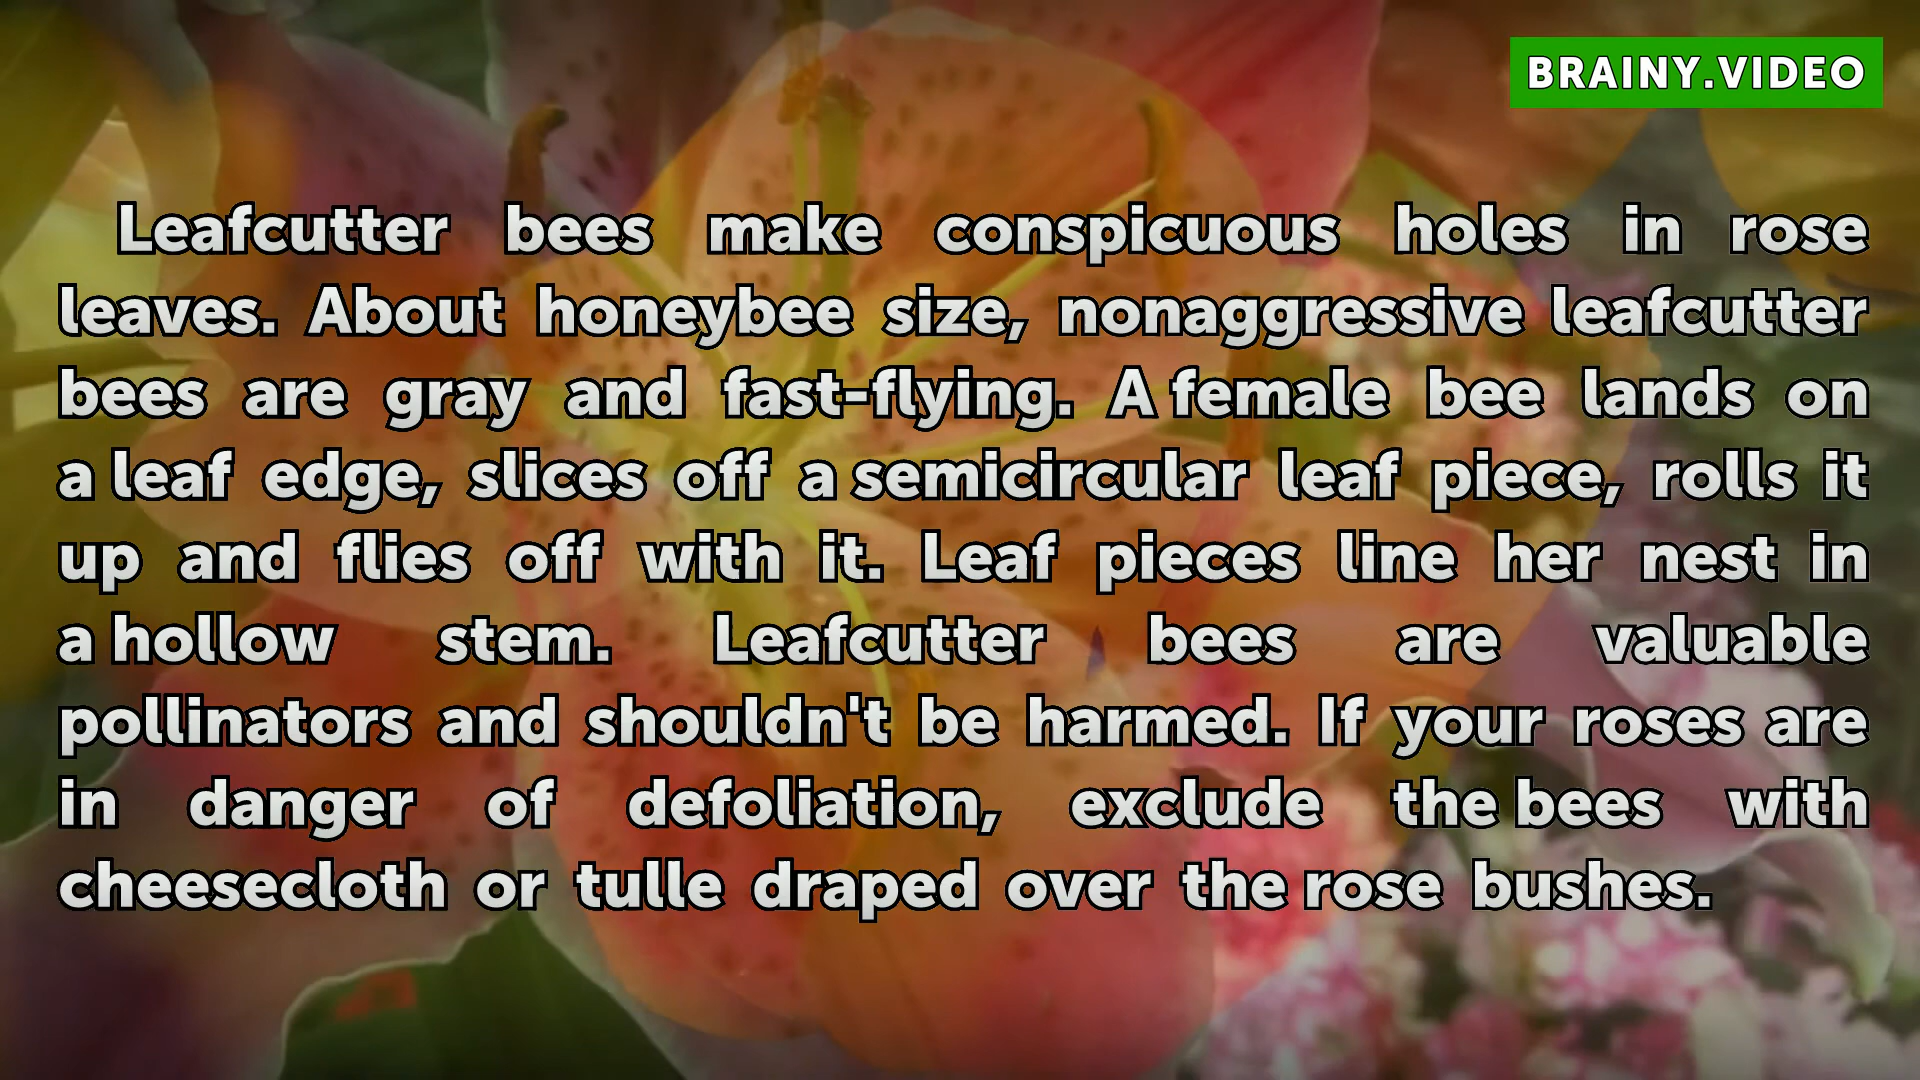 BRAINY.VIDEO
Leafcutter bees make conspicuous holes in rose
leaves. About honeybee size, nonaggressive leafcutter
bees are gray and fast-flying. A female bee lands on
a leaf edge, slices off a semicircular leaf piece, rolls it
up and flies off with it. Leaf pieces line her nest in
a hollow stem. Leafcutter bees are valuable
pollinators and shouldn't be harmed. If your roses are
in danger of defoliation, exclude the bees with
cheesecloth or tulle draped over the rose bushes.